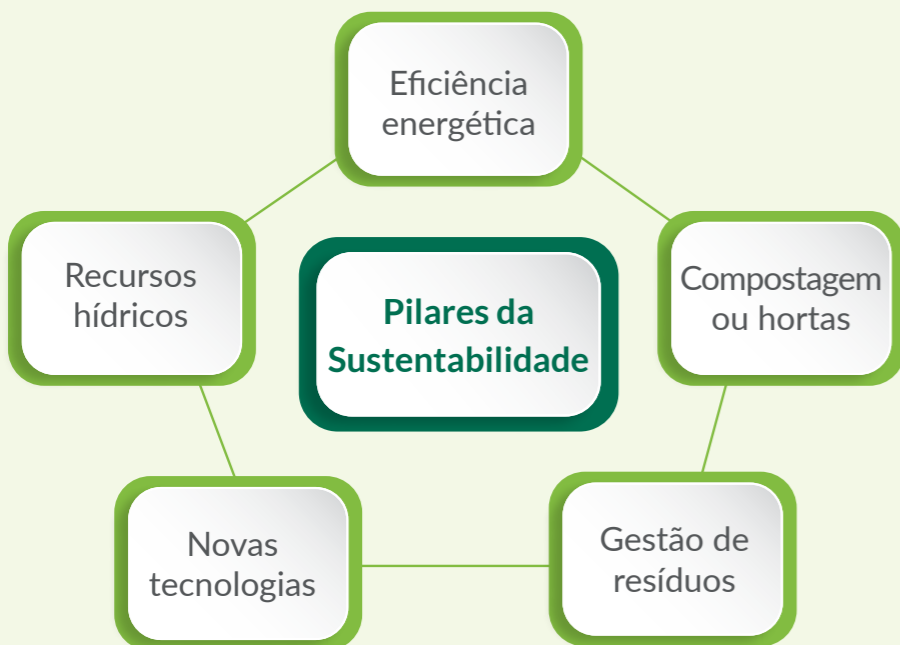 Eficiência
energética
Recursos
hídricos
Compostagem
ou hortas
Pilares da
Sustentabilidade
Novas
tecnologias
Gestão de
resíduos